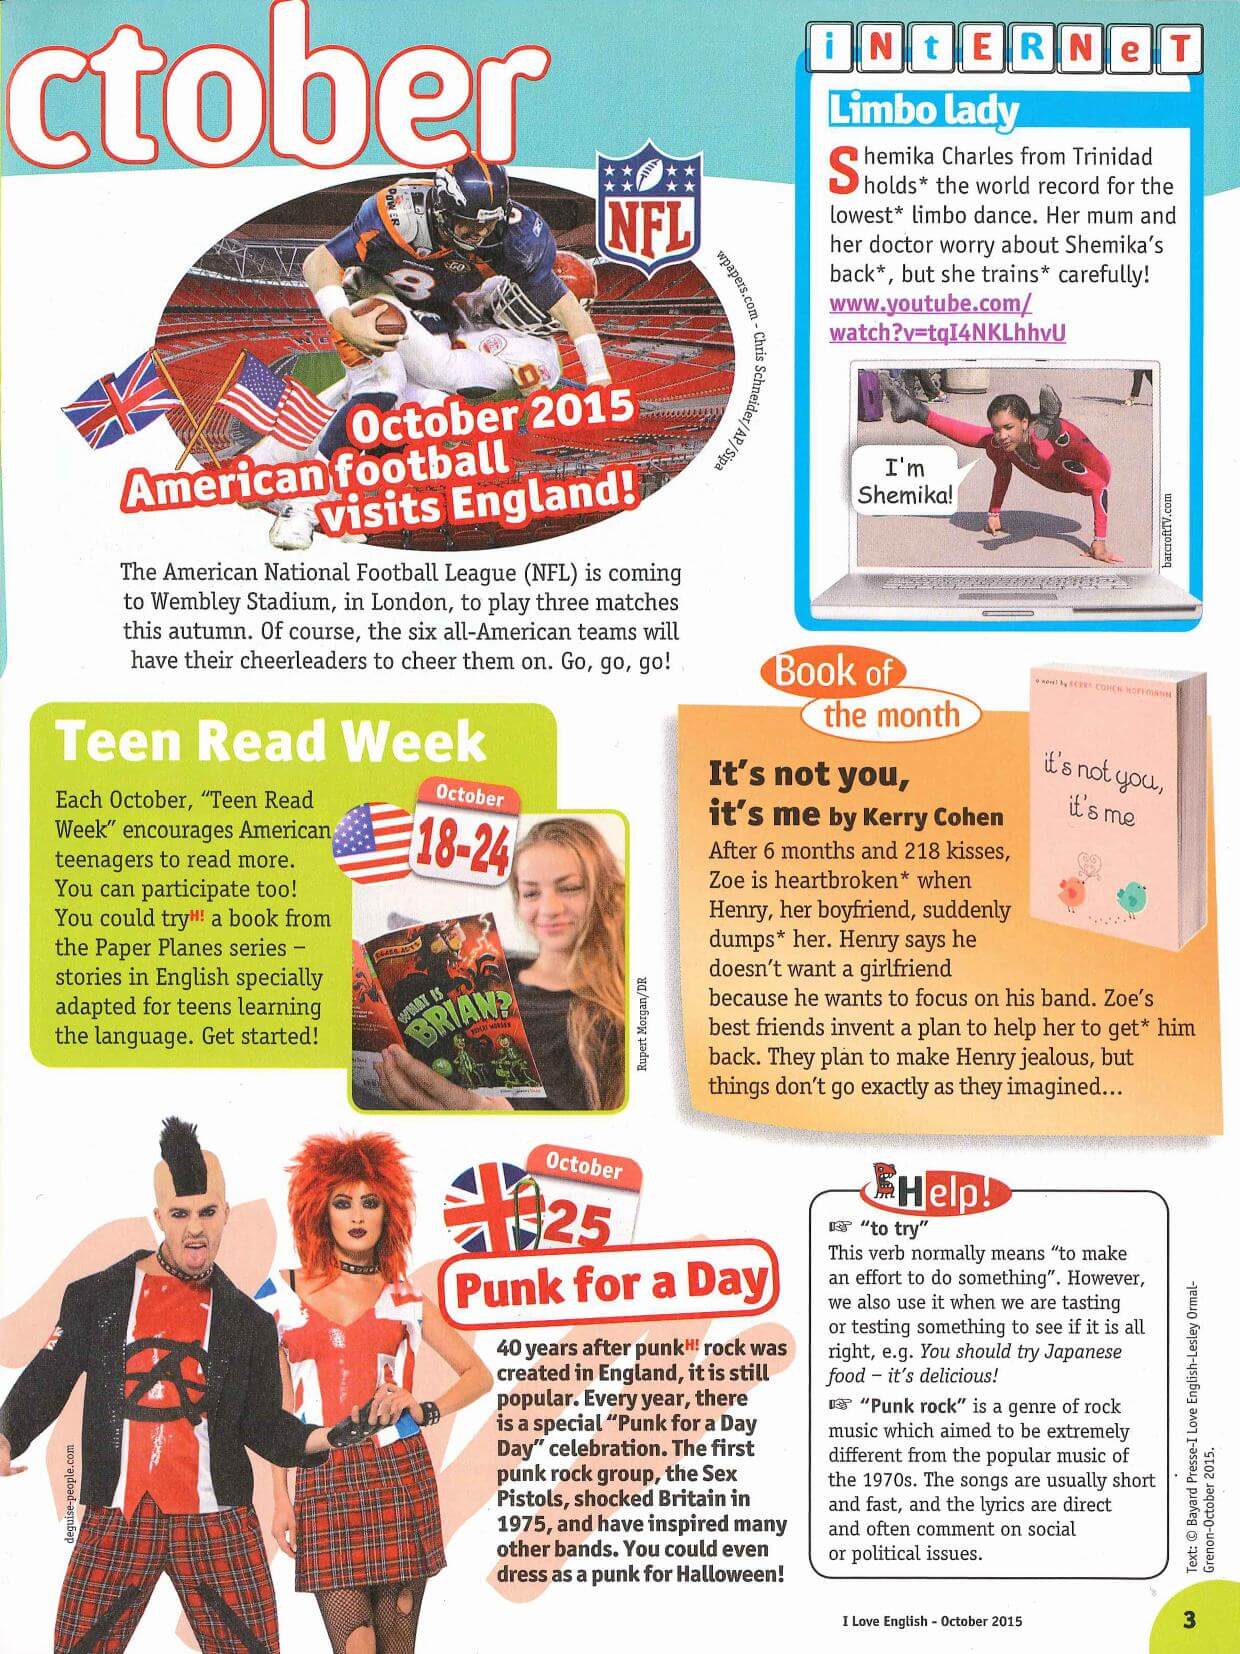 ctober
NFL
wpapers.com - Chris Schneider/AP/Sipa
October 2015
American football
visits England!
The American National Football League (NFL) is coming
to Wembley Stadium, in London, to play three matches
this autumn. Of course, the six all-American teams will
have their cheerleaders to cheer them on. Go, go, go!
iNtERNeT
Limbo lady
Shemika Charles from Trinidad
holds* the world record for the
lowest* limbo dance. Her mum and
her doctor worry about Shemika's
back*, but she trains* carefully!
www.youtube.com/
watch?v=tqI4NKLhhvU
I'm
Shemika!
barcroftTV.com
Teen Read Week
Each October, “Teen Read
Week” encourages American
teenagers to read more.
You can participate too!
You could tryH! a book from
the Paper Planes series –
stories in English specially
adapted for teens learning
the language. Get started!
October
18-24
WHAT IS
BRIAN?
RUPERT MORGAN
Rupert Morgan/DR
Book of
the month
a novel by KERRY COHEN HOFFMANN
it's not you,
it's me
It's not you,
it's me by Kerry Cohen
After 6 months and 218 kisses,
Zoe is heartbroken* when
Henry, her boyfriend, suddenly
dumps* her. Henry says he
doesn't want a girlfriend
because he wants to focus on his band. Zoe's
best friends invent a plan to help her to get* him
back. They plan to make Henry jealous, but
things don't go exactly as they imagined...
October
25
Punk for a Day
40 years after punkH! rock was
created in England, it is still
popular. Every year, there
is a special “Punk for a Day
Day” celebration. The first
punk rock group, the Sex
Pistols, shocked Britain in
1975, and have inspired many
other bands. You could even
dress as a punk for Halloween!
deguise-people.com
Help!
☞ “to try”
This verb normally means “to make
an effort to do something”. However,
we also use it when we are tasting
or testing something to see if it is all
right, e.g. You should try Japanese
food – it's delicious!
☞ “Punk rock” is a genre of rock
music which aimed to be extremely
different from the popular music of
the 1970s. The songs are usually short
and fast, and the lyrics are direct
and often comment on social
or political issues.
Text: © Bayard Presse-I Love English-Lesley Ormal-
Grenon-October 2015.
I Love English - October 2015
3